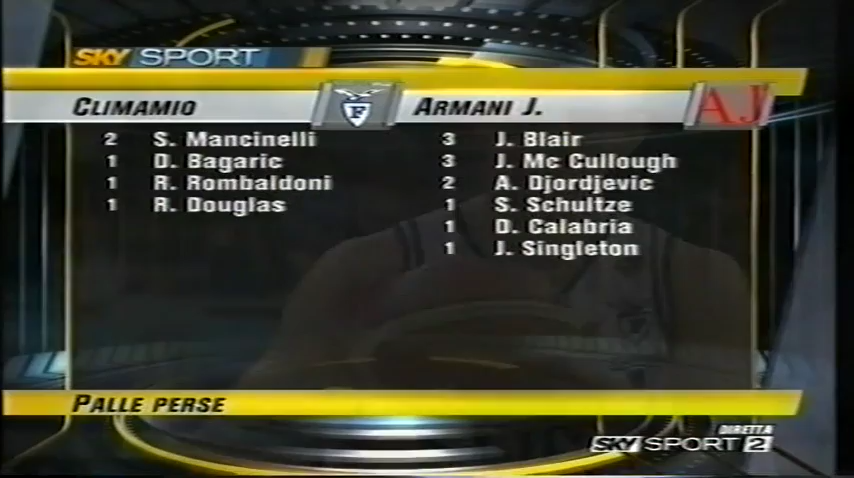 SKY SPORT
CLIMAMIO F ARMANI J. AJ
2 S. Mancinelli
1 D. Bagaric
1 R. Rombaldoni
1 R. Douglas
3 J. Blair
3 J. Mc Cullough
2 A. Djordjevic
1 S. Schultze
1 D. Calabria
1 J. Singleton
PALLE PERSE
DIRETTA
SKY SPORT 2